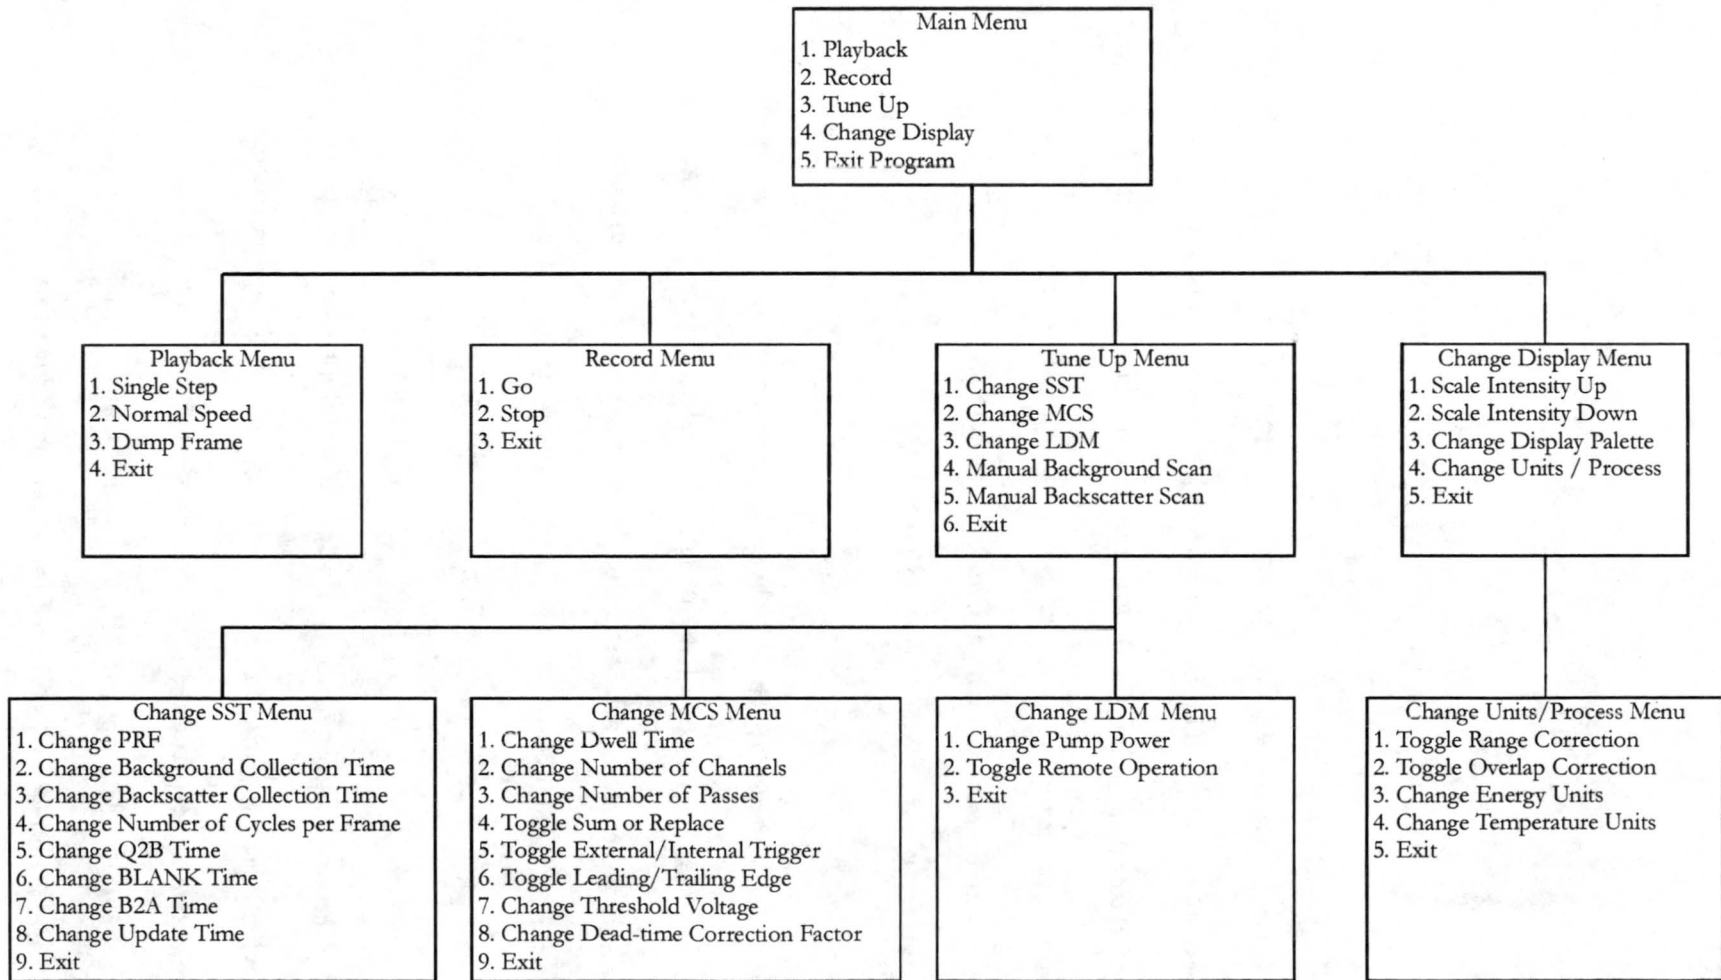 Main Menu
1. Playback
2. Record
3. Tune Up
4. Change Display
5. Exit Program
Playback Menu
1. Single Step
2. Normal Speed
3. Dump Frame
4. Exit
Record Menu
1. Go
2. Stop
3. Exit
Tune Up Menu
1. Change SST
2. Change MCS
3. Change LDM
4. Manual Background Scan
5. Manual Backscatter Scan
6. Exit
Change Display Menu
1. Scale Intensity Up
2. Scale Intensity Down
3. Change Display Palette
4. Change Units / Process
5. Exit
Change SST Menu
1. Change PRF
2. Change Background Collection Time
3. Change Backscatter Collection Time
4. Change Number of Cycles per Frame
5. Change Q2B Time
6. Change BLANK Time
7. Change B2A Time
8. Change Update Time
9. Exit
Change MCS Menu
1. Change Dwell Time
2. Change Number of Channels
3. Change Number of Passes
4. Toggle Sum or Replace
5. Toggle External/Internal Trigger
6. Toggle Leading/Trailing Edge
7. Change Threshold Voltage
8. Change Dead-time Correction Factor
9. Exit
Change LDM Menu
1. Change Pump Power
2. Toggle Remote Operation
3. Exit
Change Units/Process Menu
1. Toggle Range Correction
2. Toggle Overlap Correction
3. Change Energy Units
4. Change Temperature Units
5. Exit